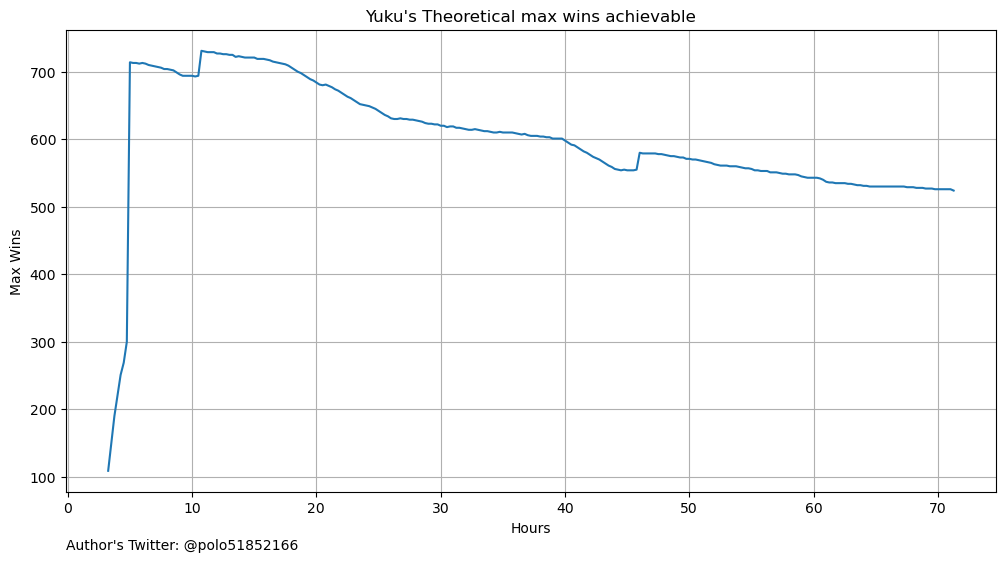 Yuku's Theoretical max wins achievable
700
600
500
400
300
200
100
Max Wins
0 10 20 30 40 50 60 70
Hours
Author's Twitter: @polo51852166